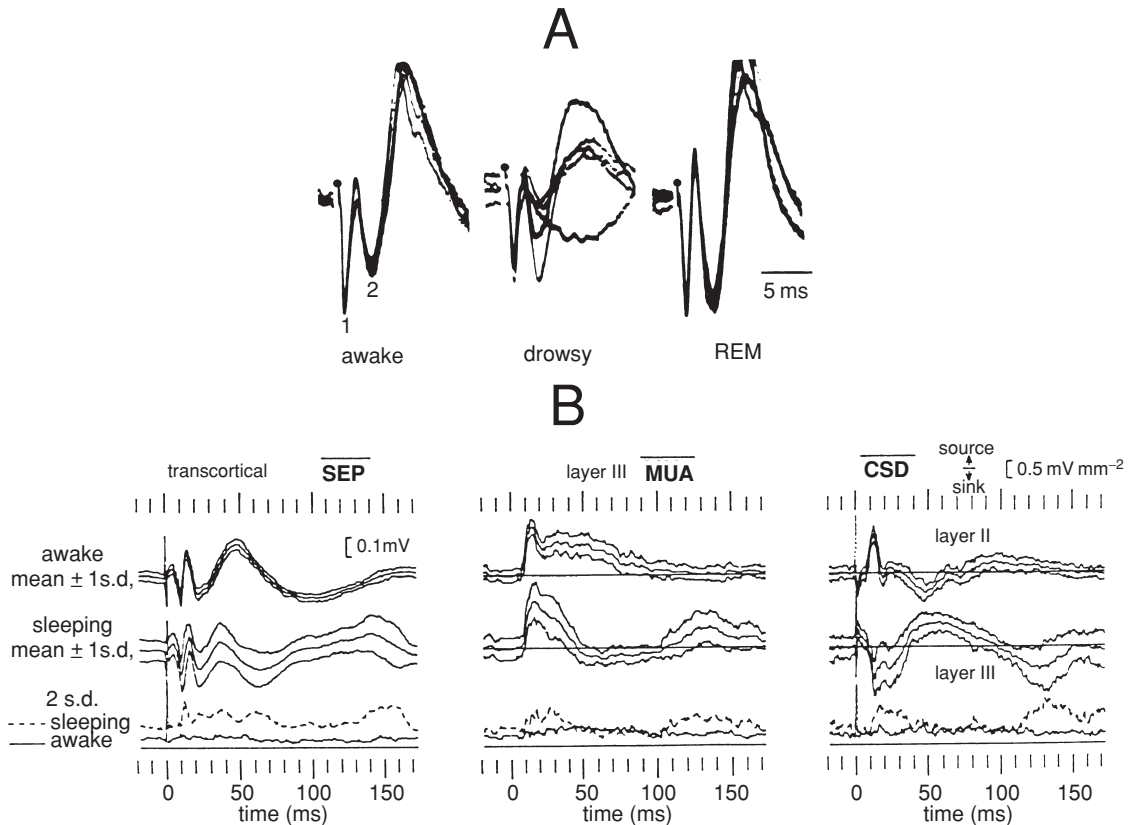 A
1
2
5 ms
awake
drowsy
REM
B
transcortical
SEP
layer III
MUA
CSD
source
sink
0.5 mV mm–2
awake
mean ± 1s.d,
0.1mV
layer II
sleeping
mean ± 1s.d,
layer III
2 s.d.
sleeping
awake
0 50 100 150
time (ms)
0 50 100 150
time (ms)
0 50 100 150
time (ms)